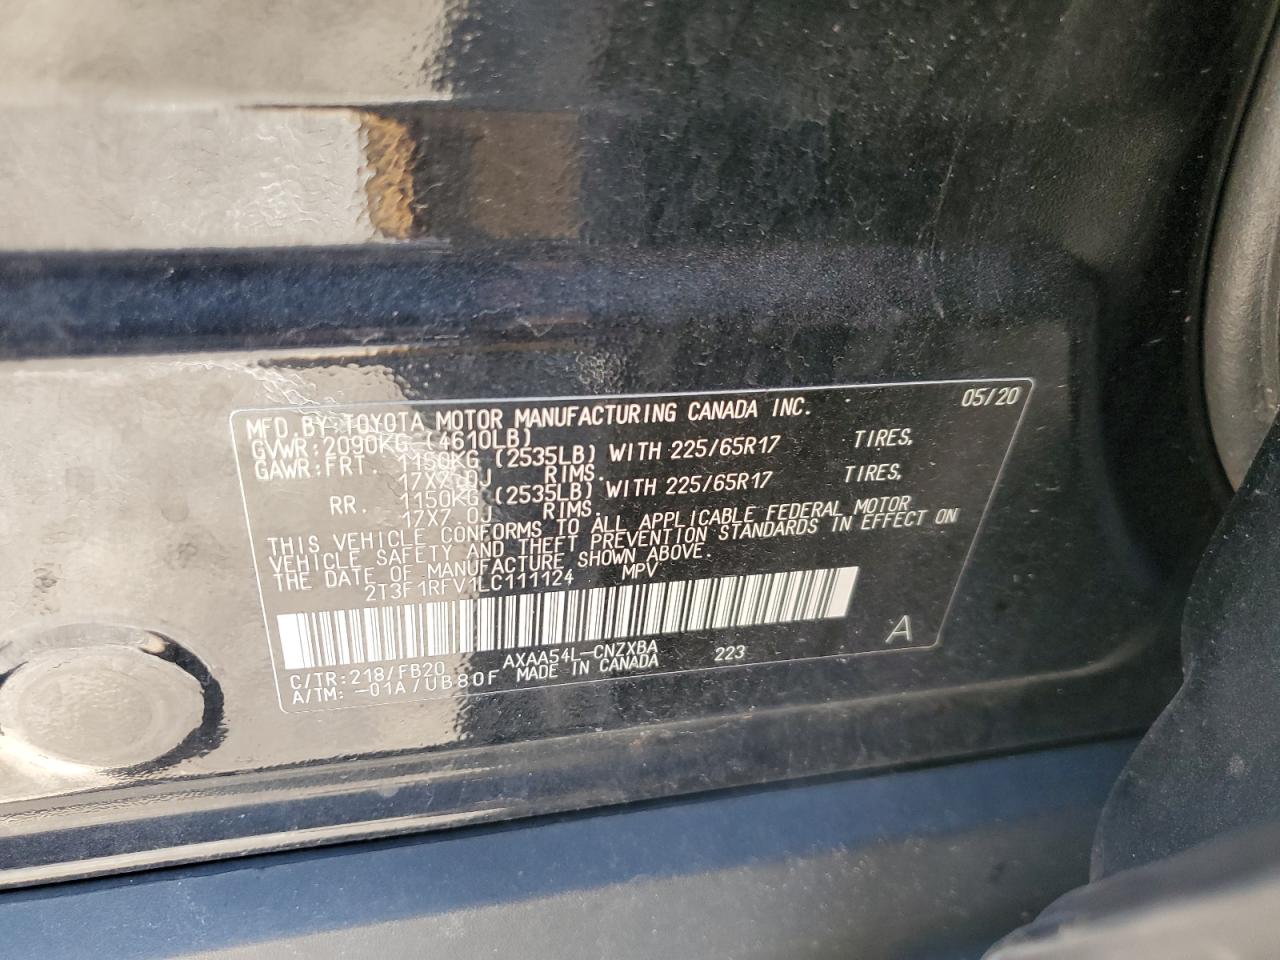 MFD.BY:TOYOTA MOTOR MANUFACTURING CANADA INC. 05/20
GVWR:2090KG (4610LB)
GAWR:FRT. 1150KG (2535LB) WITH 225/65R17 TIRES,
17X7.0J RIMS.
RR. 1150KG (2535LB) WITH 225/65R17 TIRES,
17X7.0J RIMS.
THIS VEHICLE CONFORMS TO ALL APPLICABLE FEDERAL MOTOR
VEHICLE SAFETY AND THEFT PREVENTION STANDARDS IN EFFECT ON
THE DATE OF MANUFACTURE SHOWN ABOVE.
2T3F1RFV1LC111124 MPV
A
C/TR:218/FB20 AXAA54L-CNZXBA 223
A/TM: -01A/UB80F MADE IN CANADA